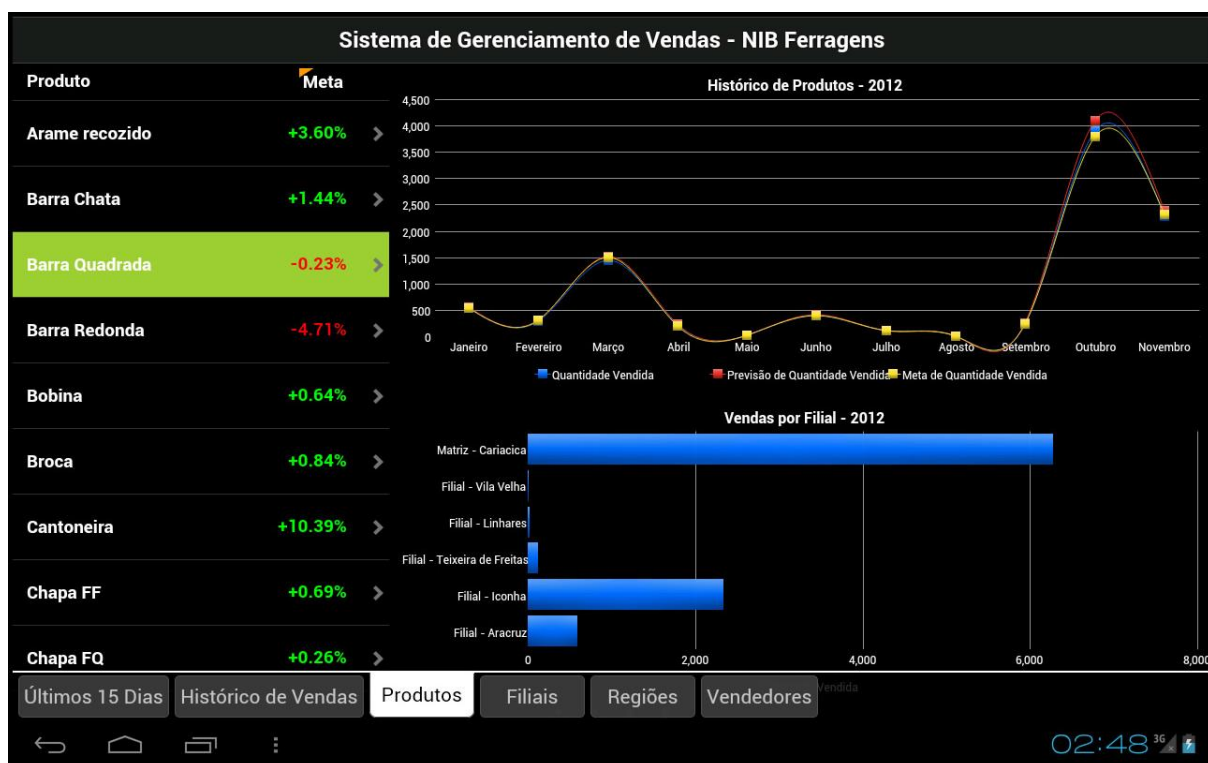 Sistema de Gerenciamento de Vendas - NIB Ferragens
Produto Meta
Arame recozido +3.60%
Barra Chata +1.44%
Barra Quadrada -0.23%
Barra Redonda -4.71%
Bobina +0.64%
Broca +0.84%
Cantoneira +10.39%
Chapa FF +0.69%
Chapa FQ +0.26%
Histórico de Produtos - 2012
4,500
4,000
3,500
3,000
2,500
2,000
1,500
1,000
500
0
Janeiro Fevereiro Março Abril Maio Junho Julho Agosto Setembro Outubro Novembro
Quantidade Vendida Previsão de Quantidade Vendida Meta de Quantidade Vendida
Vendas por Filial - 2012
Matriz - Cariacica
Filial - Vila Velha
Filial - Linhares
Filial - Teixeira de Freitas
Filial - Iconha
Filial - Aracruz
0 2,000 4,000 6,000 8,000
Vendida
Últimos 15 Dias Histórico de Vendas Produtos Filiais Regiões Vendedores
02:48 3G